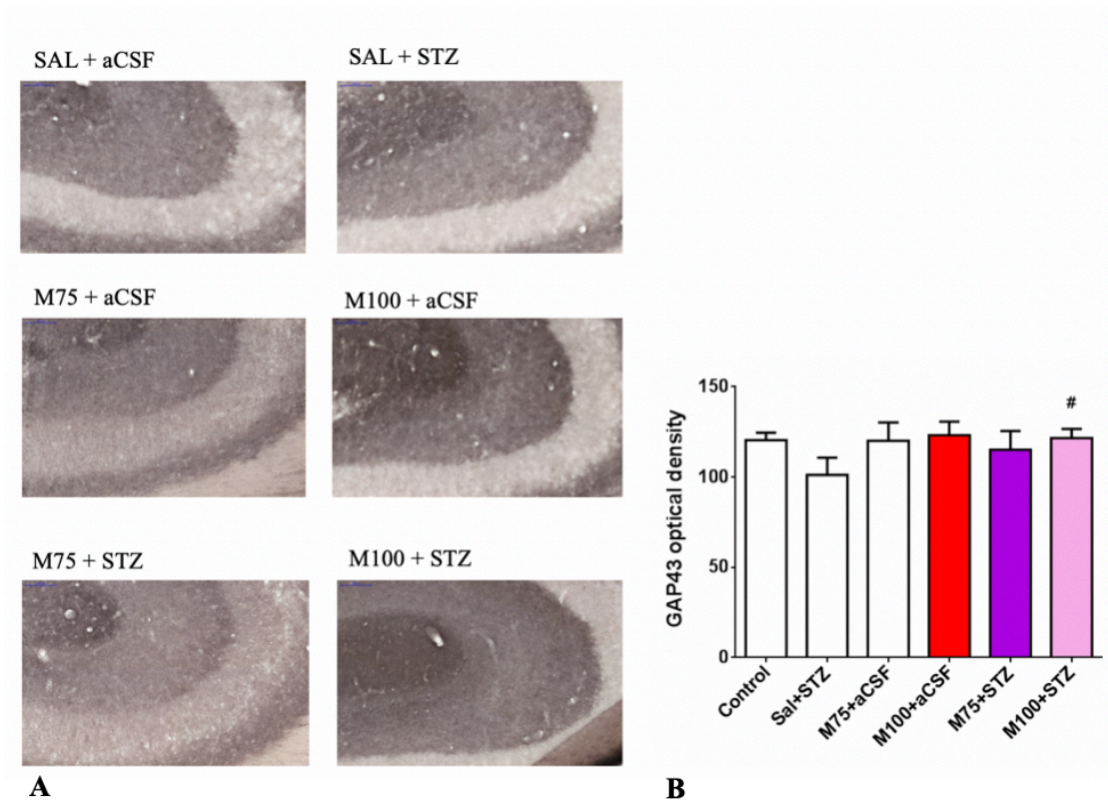 SAL + aCSF
SAL + STZ
M75 + aCSF
M100 + aCSF
M75 + STZ
M100 + STZ
A
GAP43 optical density
150
100
50
0
#
Control
Sal+STZ
M75+aCSF
M100+aCSF
M75+STZ
M100+STZ
B